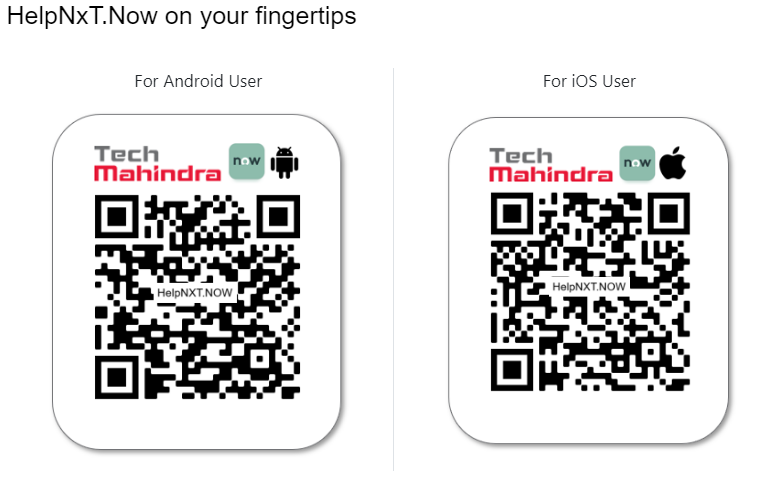 HelpNxT.Now on your fingertips
For Android User
Tech
Mahindra
now
HelpNXT.NOW
For iOS User
Tech
Mahindra
now
HelpNXT.NOW